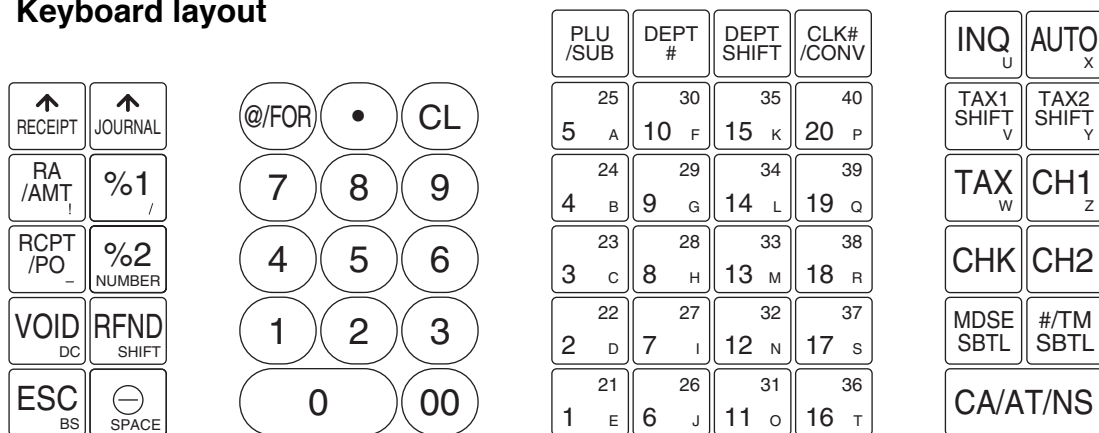 Keyboard layout
PLU DEPT DEPT CLK#
/SUB # SHIFT /CONV
INQ U AUTO X
RECEIPT JOURNAL
@/FOR • CL
25 30 35 40
5 A 10 F 15 K 20 P
TAX1 TAX2
SHIFT SHIFT
V Y
RA
/AMT ! %1 /
7 8 9
24 29 34 39
4 B 9 G 14 L 19 Q
TAX W CH1 Z
RCPT
/PO – %2 NUMBER
4 5 6
23 28 33 38
3 C 8 H 13 M 18 R
CHK CH2
VOID DC RFND SHIFT
1 2 3
22 27 32 37
2 D 7 I 12 N 17 S
MDSE #/TM
SBTL SBTL
ESC BS ⊖ SPACE
0 00
21 26 31 36
1 E 6 J 11 O 16 T
CA/AT/NS